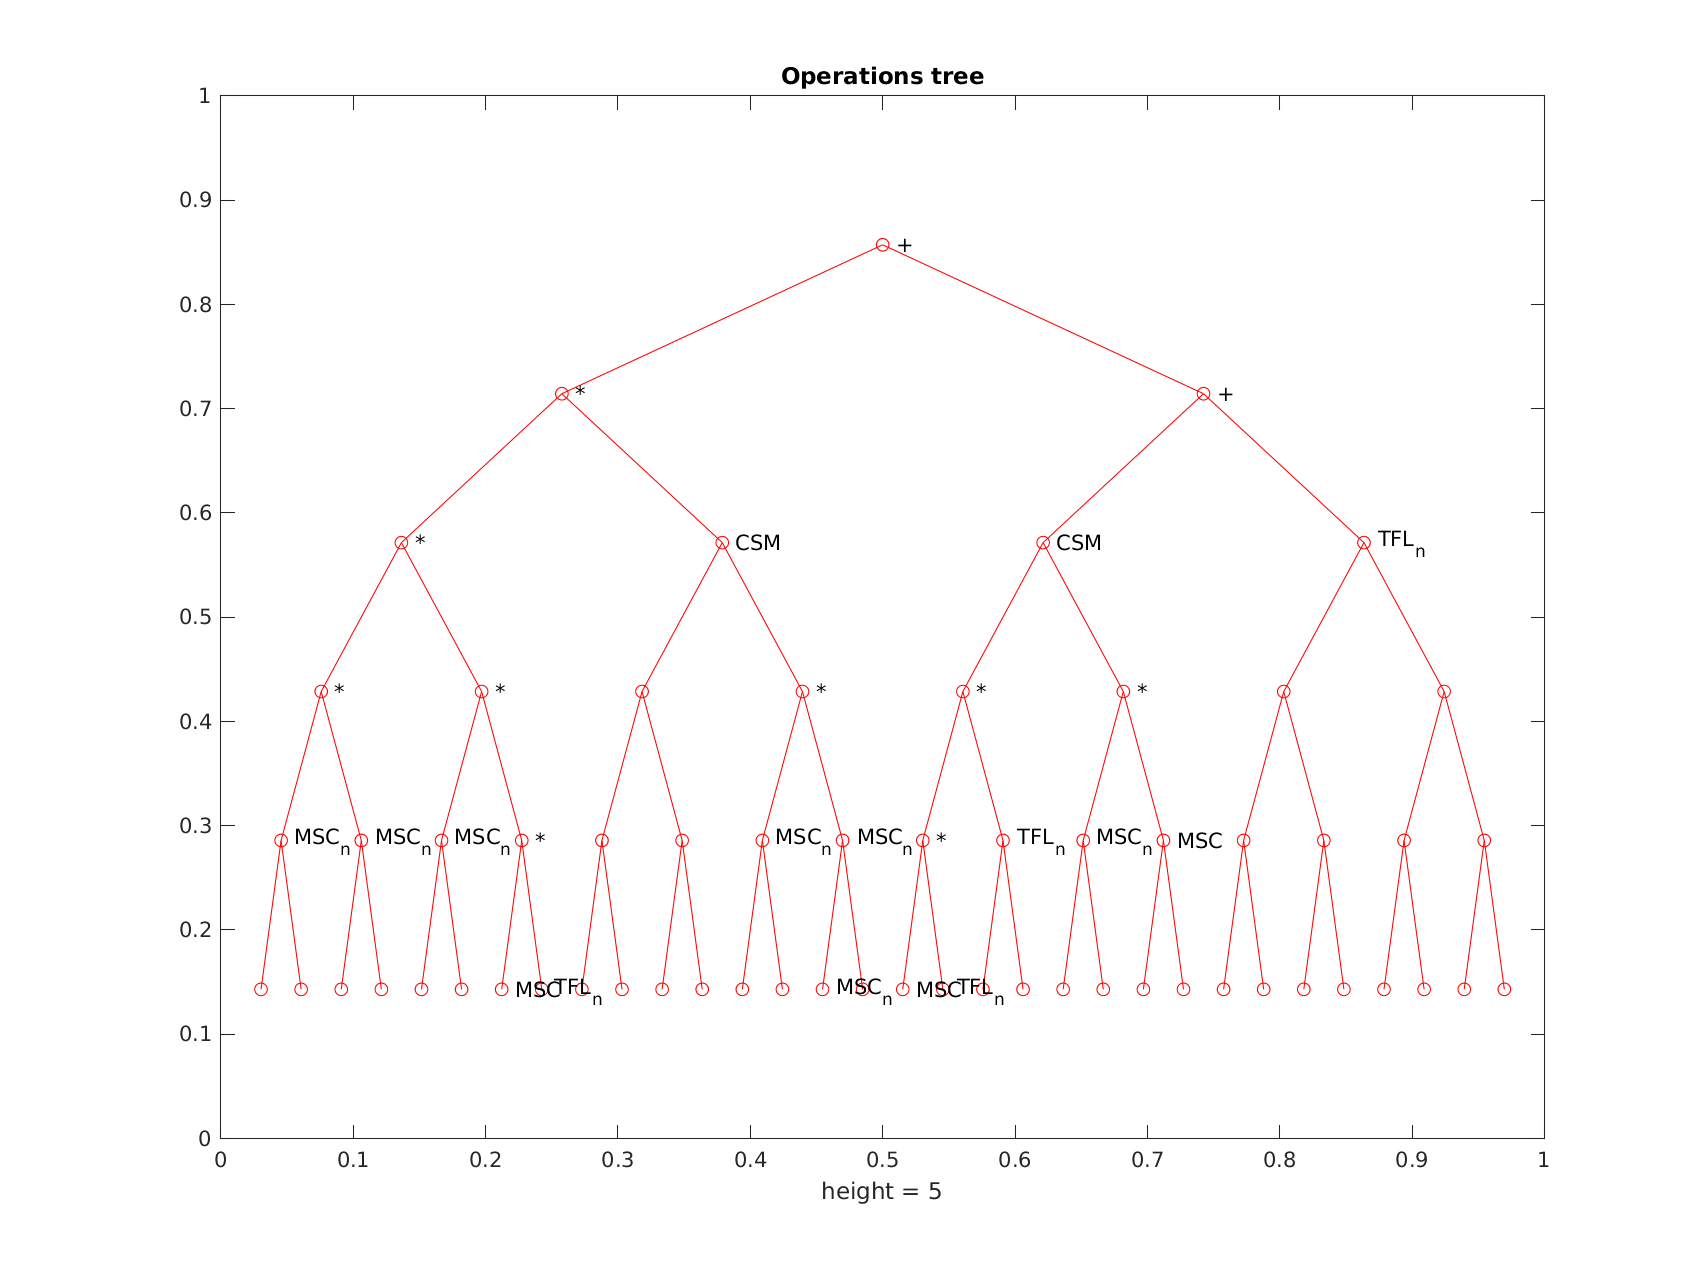 Operations tree
1
0.9
+
0.8
* +
0.7
0.6
* CSM CSM TFLn
0.5
* * * * *
0.4
0.3
MSCn MSCn MSCn * MSCn MSCn * TFLn MSCn MSC
0.2
MSC TFLn MSCn MSC TFLn
0.1
0
0 0.1 0.2 0.3 0.4 0.5 0.6 0.7 0.8 0.9 1
height = 5